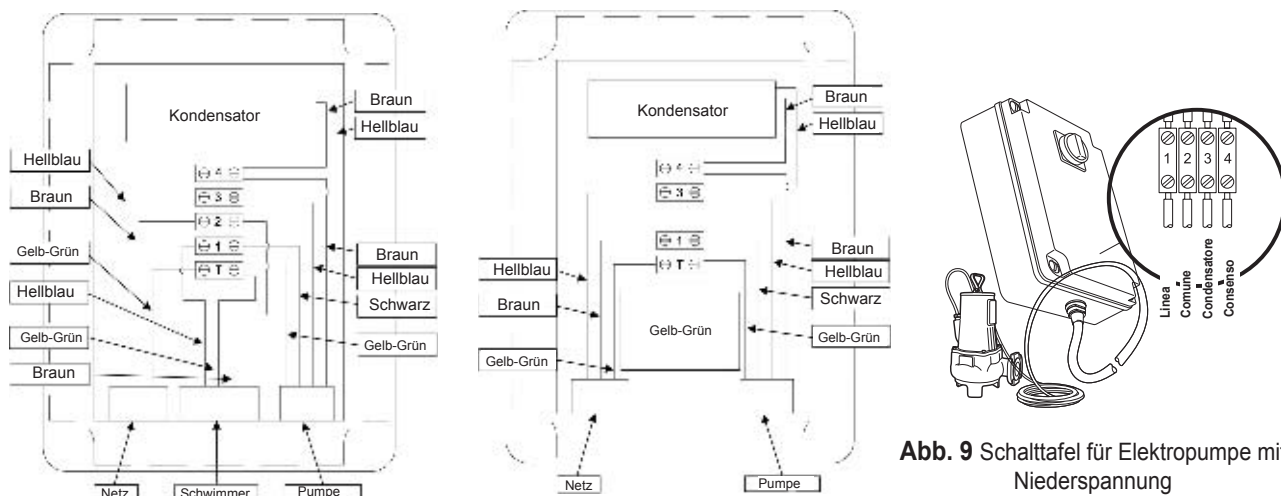 Kondensator
Braun
Hellblau
Hellblau
Braun
Gelb-Grün
Hellblau
Gelb-Grün
Braun
4
3
2
1
T
Braun
Hellblau
Schwarz
Gelb-Grün
Netz
Schwimmer
Pumpe
Kondensator
Braun
Hellblau
4
3
1
T
Hellblau
Braun
Gelb-Grün
Gelb-Grün
Braun
Hellblau
Schwarz
Gelb-Grün
Netz
Pumpe
1 2 3 4
Linea
Comune
Condensatore
Consenso
Abb. 9 Schalttafel für Elektropumpe mit
Niederspannung